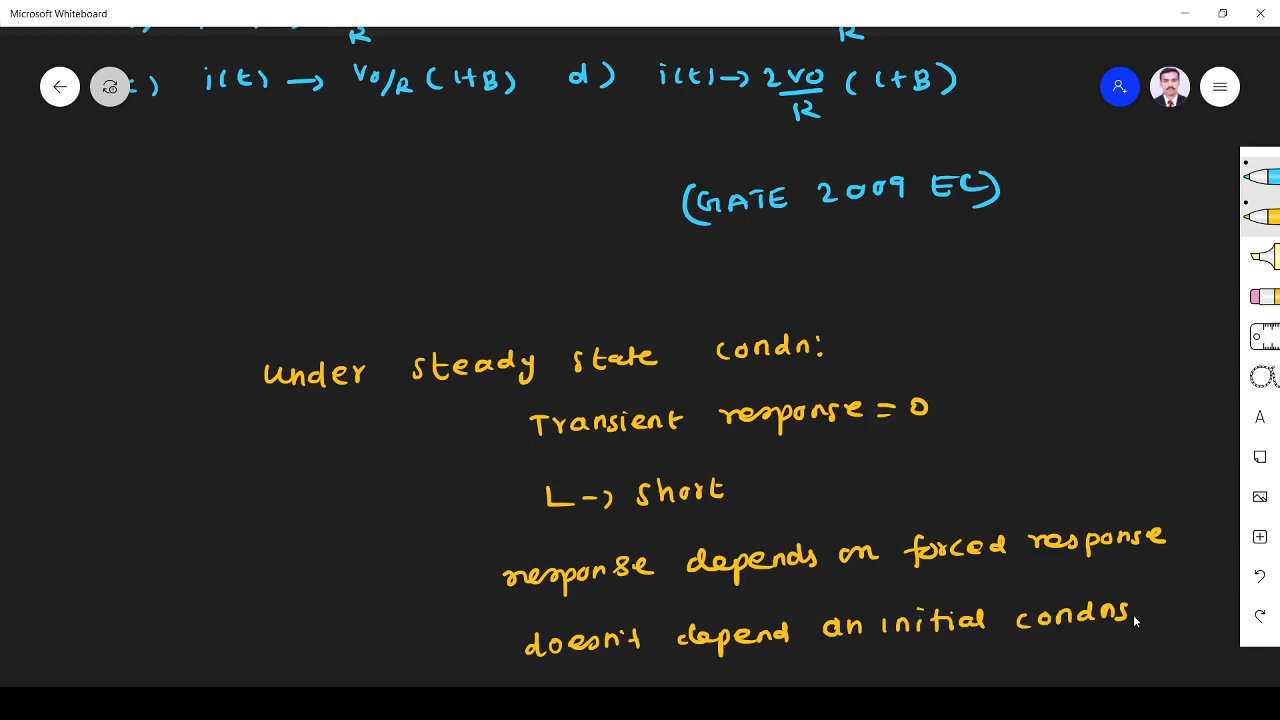 Microsoft Whiteboard
R R
c) i(t) → V0/R (1+B) d) i(t) → 2V0/R (1+B)
(GATE 2009 EC)
Under steady state condn:
Transient response = 0
L → short
response depends on forced response
doesn't depend an initial condns.
A